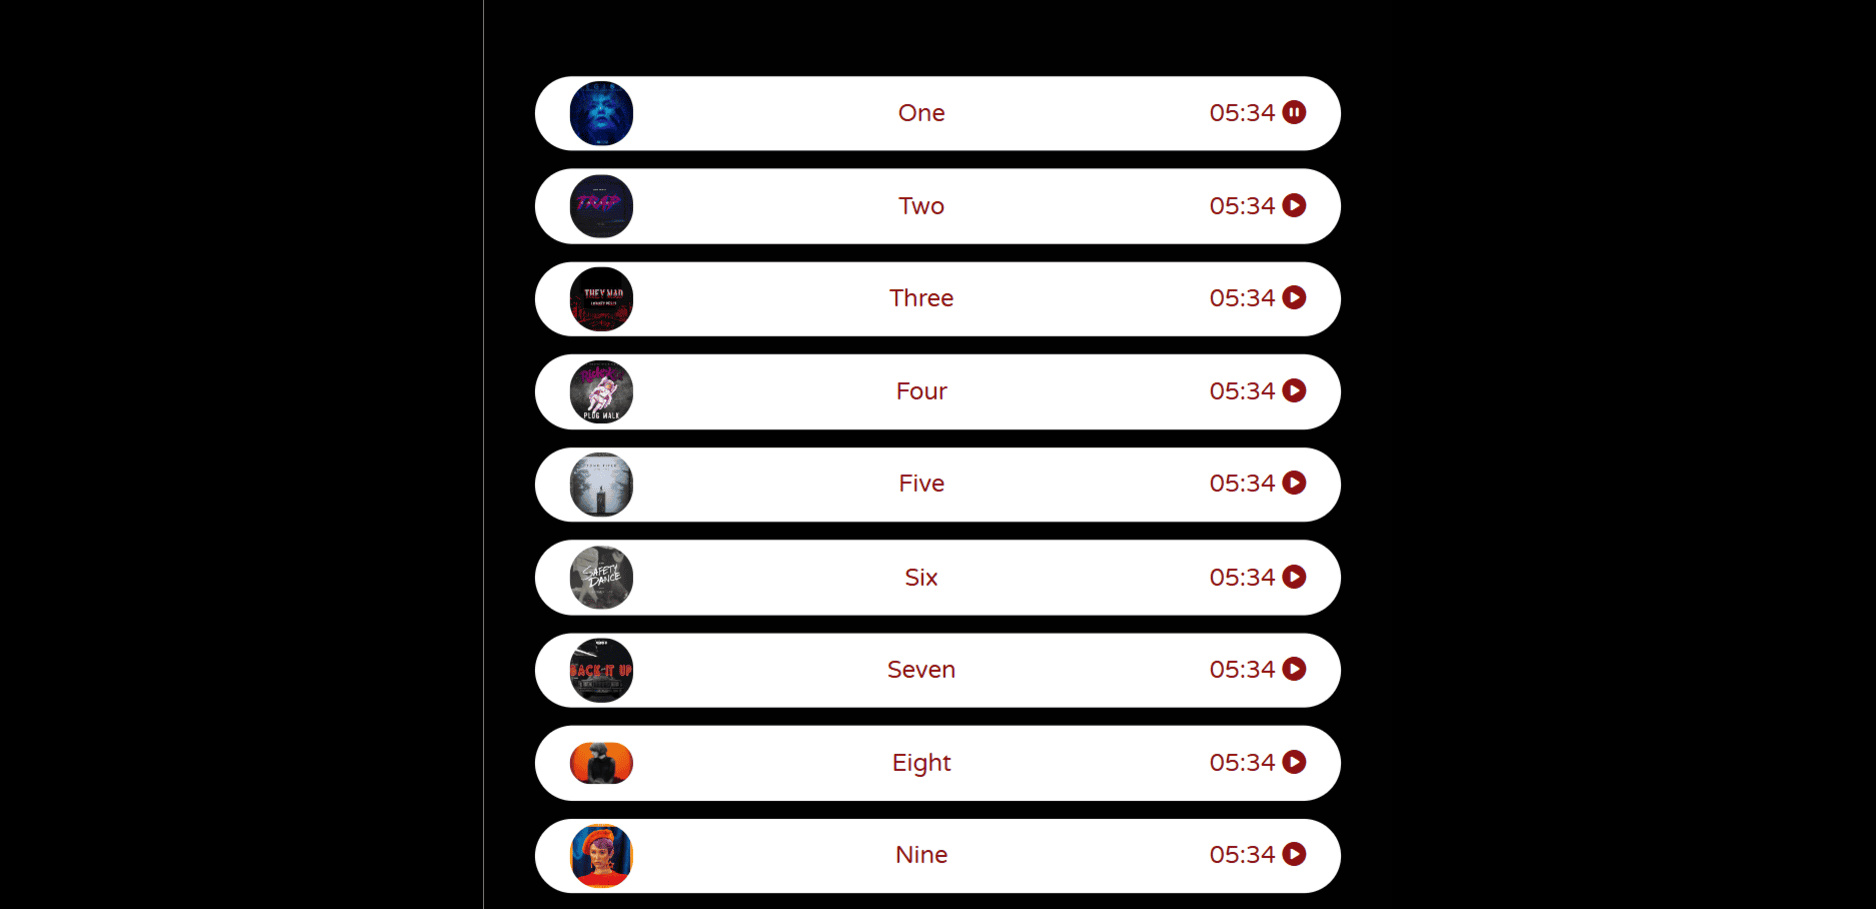 One 05:34
TRAP
Two 05:34
THEY MAD
Three 05:34
PLUG WALK
Four 05:34
Five 05:34
SAFETY
DANCE
Six 05:34
BACK IT UP
Seven 05:34
Eight 05:34
Nine 05:34